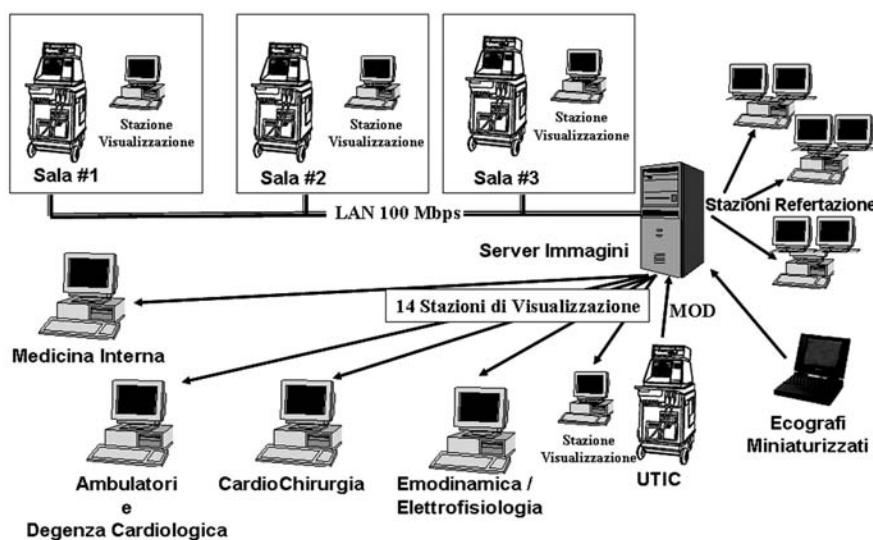 Stazione
Visualizzazione
Sala #1
Stazione
Visualizzazione
Sala #2
Stazione
Visualizzazione
Sala #3
LAN 100 Mbps
Stazioni Refertazione
Server Immagini
14 Stazioni di Visualizzazione
MOD
Medicina Interna
Ambulatori
e
Degenza Cardiologica
CardioChirurgia
Emodinamica /
Elettrofisiologia
Stazione
Visualizzazione
UTIC
Ecografi
Miniaturizzati